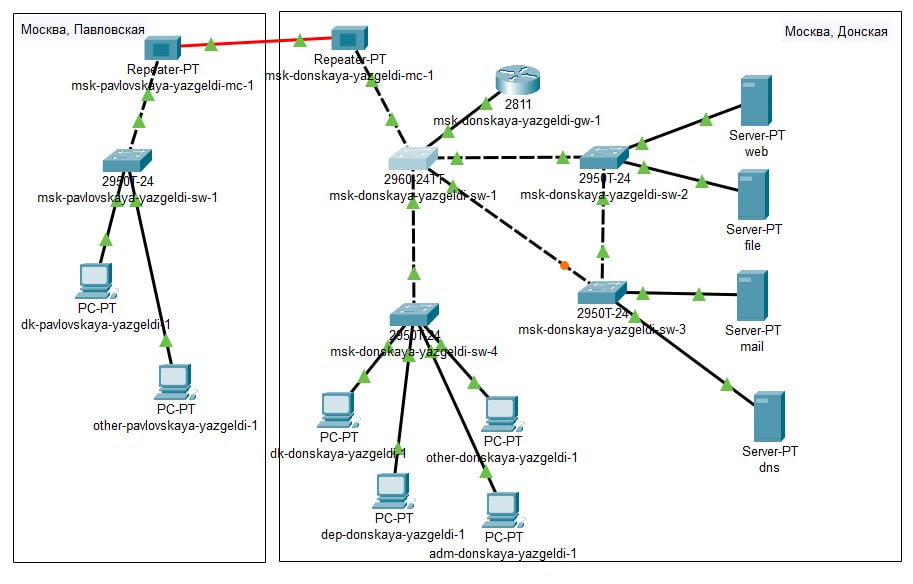 Москва, Павловская
Repeater-PT
msk-pavlovskaya-yazgeldi-mc-1
2950T-24
msk-pavlovskaya-yazgeldi-sw-1
PC-PT
dk-pavlovskaya-yazgeldi-1
PC-PT
other-pavlovskaya-yazgeldi-1
Москва, Донская
Repeater-PT
msk-donskaya-yazgeldi-mc-1
2811
msk-donskaya-yazgeldi-gw-1
2960-24TT
msk-donskaya-yazgeldi-sw-1
2950T-24
msk-donskaya-yazgeldi-sw-2
Server-PT
web
Server-PT
file
2950T-24
msk-donskaya-yazgeldi-sw-3
Server-PT
mail
Server-PT
dns
2950T-24
msk-donskaya-yazgeldi-sw-4
PC-PT
dk-donskaya-yazgeldi-1
PC-PT
other-donskaya-yazgeldi-1
PC-PT
dep-donskaya-yazgeldi-1
PC-PT
adm-donskaya-yazgeldi-1